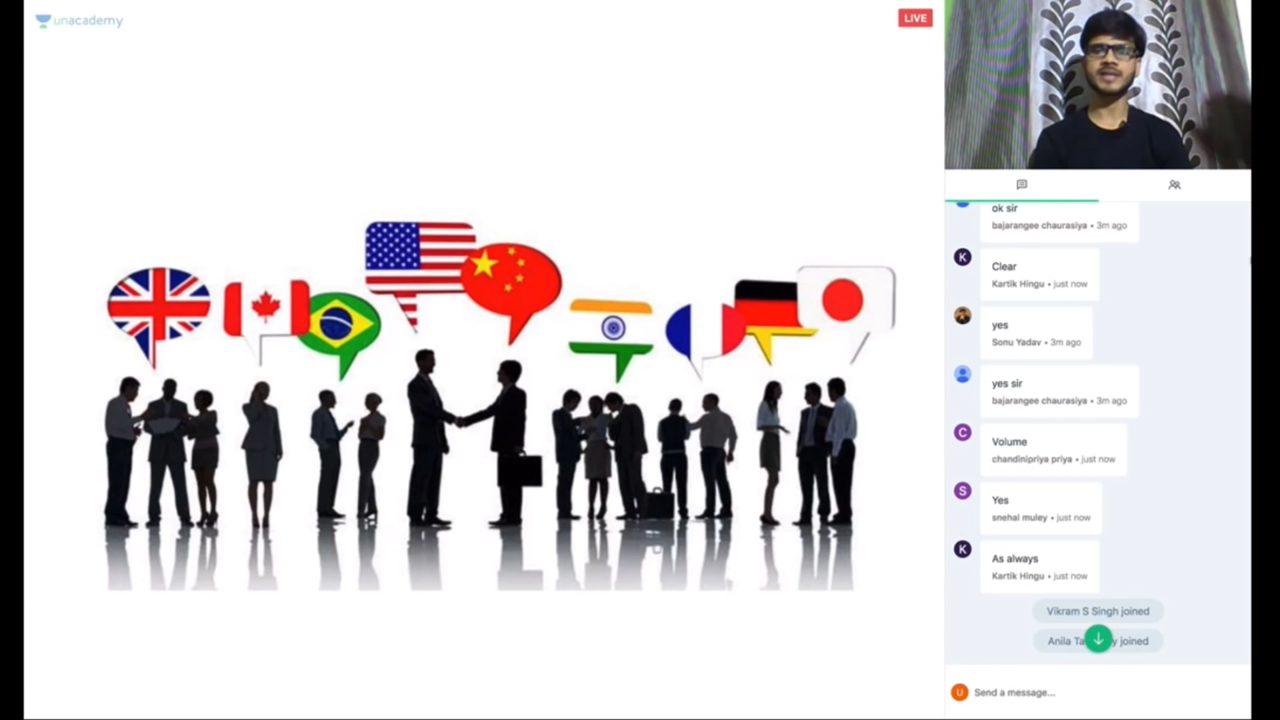 unacademy
LIVE
ok sir
bajarangee chaurasiya • 3m ago
K
Clear
Kartik Hingu • just now
yes
Sonu Yadav • 3m ago
yes sir
bajarangee chaurasiya • 3m ago
C
Volume
chandinipriya priya • just now
S
Yes
snehal muley • just now
K
As always
Kartik Hingu • just now
Vikram S Singh joined
Anila joined
U
Send a message...